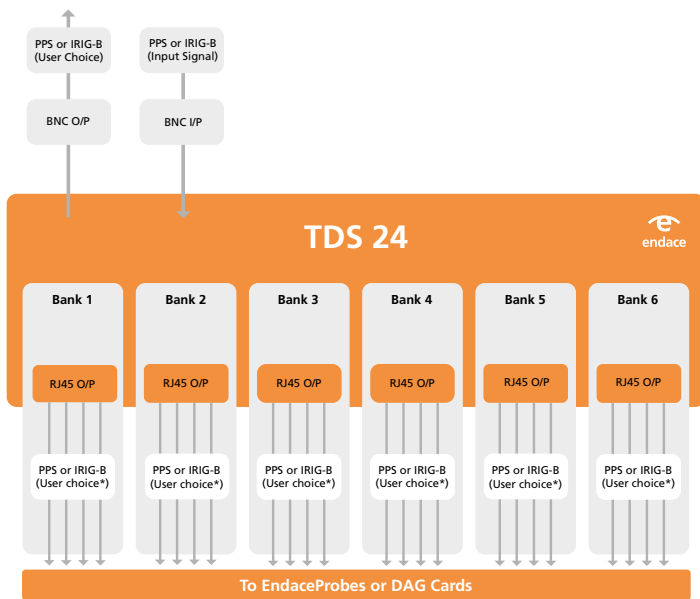 PPS or IRIG-B
(User Choice)
PPS or IRIG-B
(Input Signal)
BNC O/P
BNC I/P
TDS 24
e
endace
Bank 1
Bank 2
Bank 3
Bank 4
Bank 5
Bank 6
RJ45 O/P
RJ45 O/P
RJ45 O/P
RJ45 O/P
RJ45 O/P
RJ45 O/P
PPS or IRIG-B
(User choice*)
PPS or IRIG-B
(User choice*)
PPS or IRIG-B
(User choice*)
PPS or IRIG-B
(User choice*)
PPS or IRIG-B
(User choice*)
PPS or IRIG-B
(User choice*)
To EndaceProbes or DAG Cards